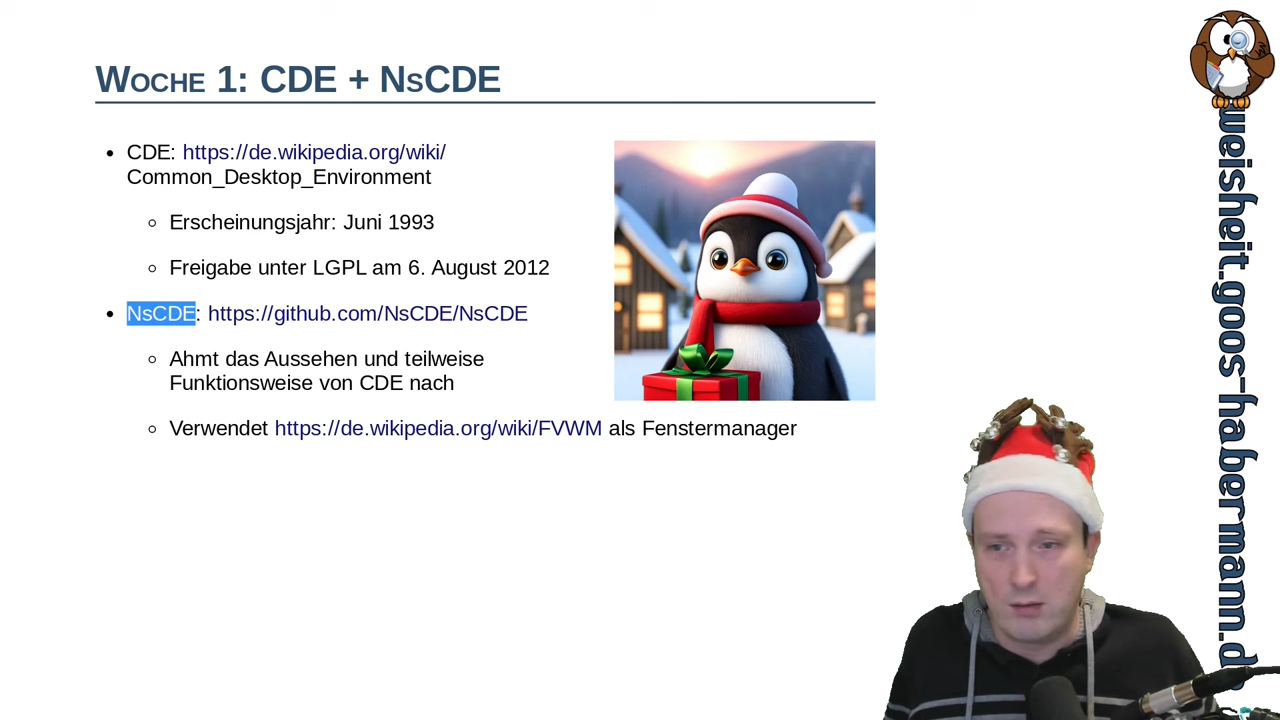 Woche 1: CDE + NsCDE
• CDE: https://de.wikipedia.org/wiki/
Common_Desktop_Environment
◦ Erscheinungsjahr: Juni 1993
◦ Freigabe unter LGPL am 6. August 2012
• NsCDE: https://github.com/NsCDE/NsCDE
◦ Ahmt das Aussehen und teilweise
Funktionsweise von CDE nach
◦ Verwendet https://de.wikipedia.org/wiki/FVWM als Fenstermanager
weisheit.goos-habermann.d